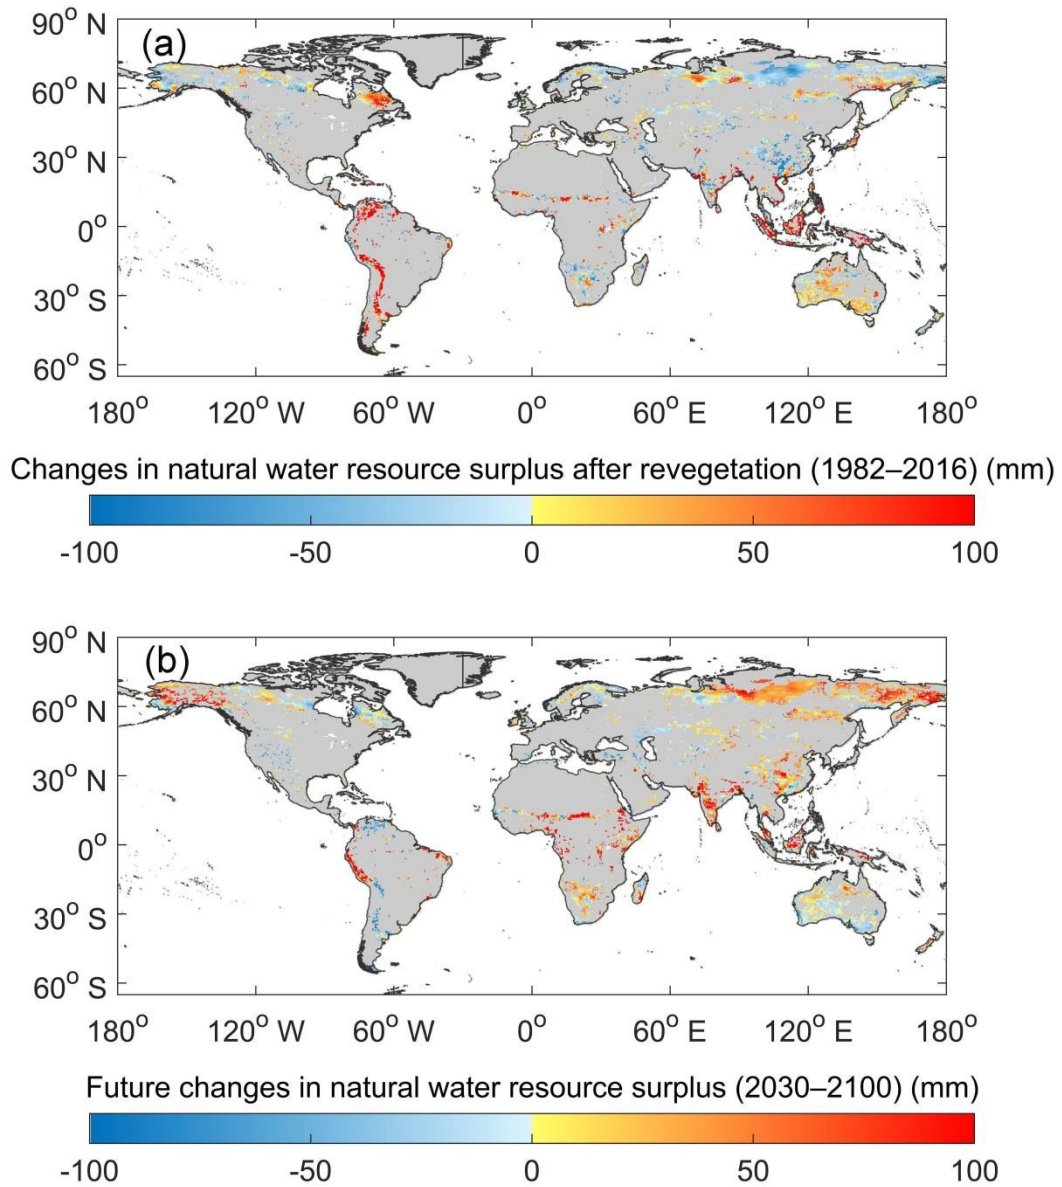 90° N
(a)
60° N
30° N
0°
30° S
60° S
180° 120° W 60° W 0° 60° E 120° E 180°
Changes in natural water resource surplus after revegetation (1982–2016) (mm)
-100 -50 0 50 100
90° N
(b)
60° N
30° N
0°
30° S
60° S
180° 120° W 60° W 0° 60° E 120° E 180°
Future changes in natural water resource surplus (2030–2100) (mm)
-100 -50 0 50 100